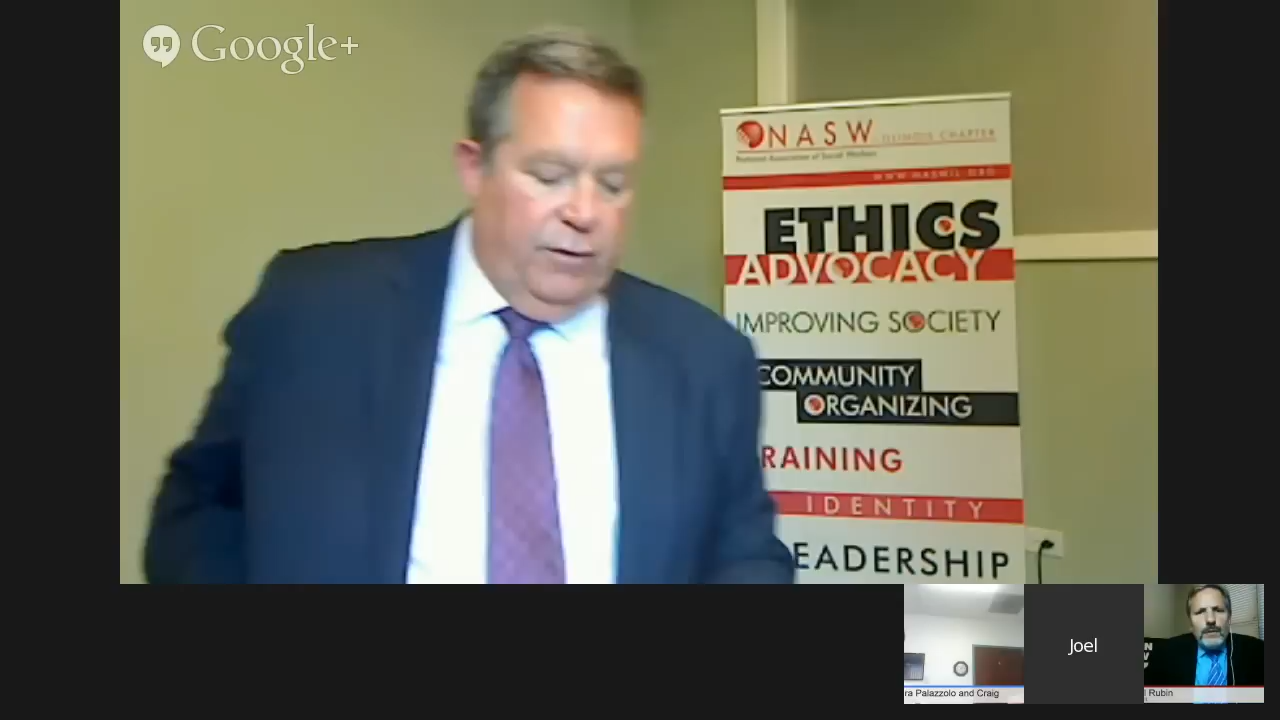 Google+
NASW ILLINOIS CHAPTER
National Association of Social Workers
WWW.NASWIL.ORG
ETHICS
ADVOCACY
IMPROVING SOCIETY
COMMUNITY
ORGANIZING
RAINING
IDENTITY
EADERSHIP
Joel
ra Palazzolo and Craig
l Rubin